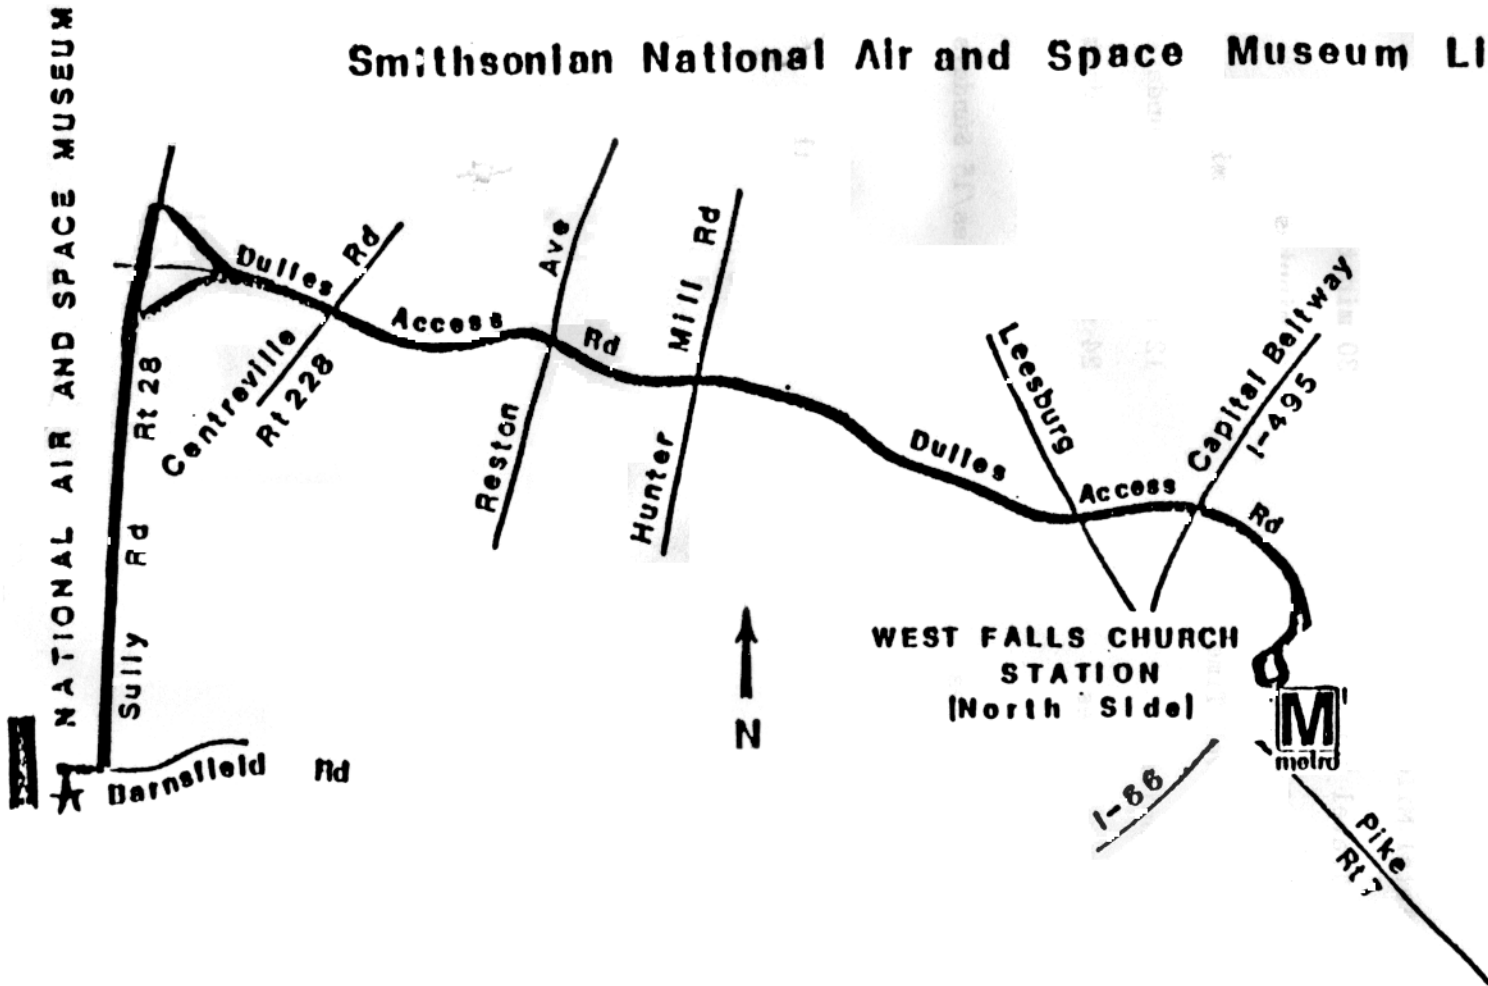 Smithsonian National Air and Space Museum Li
NATIONAL AIR AND SPACE MUSEUM
Dulles Access Rd
Centreville Rd
Rt 228
Rt 28
Sully Rd
Reston Ave
Hunter Mill Rd
Dulles Access Rd
Leesburg
Capital Beltway
I-495
WEST FALLS CHURCH
STATION
(North Side)
N
M
metro
I-66
Pike
Rt 7
Barnsfield Rd